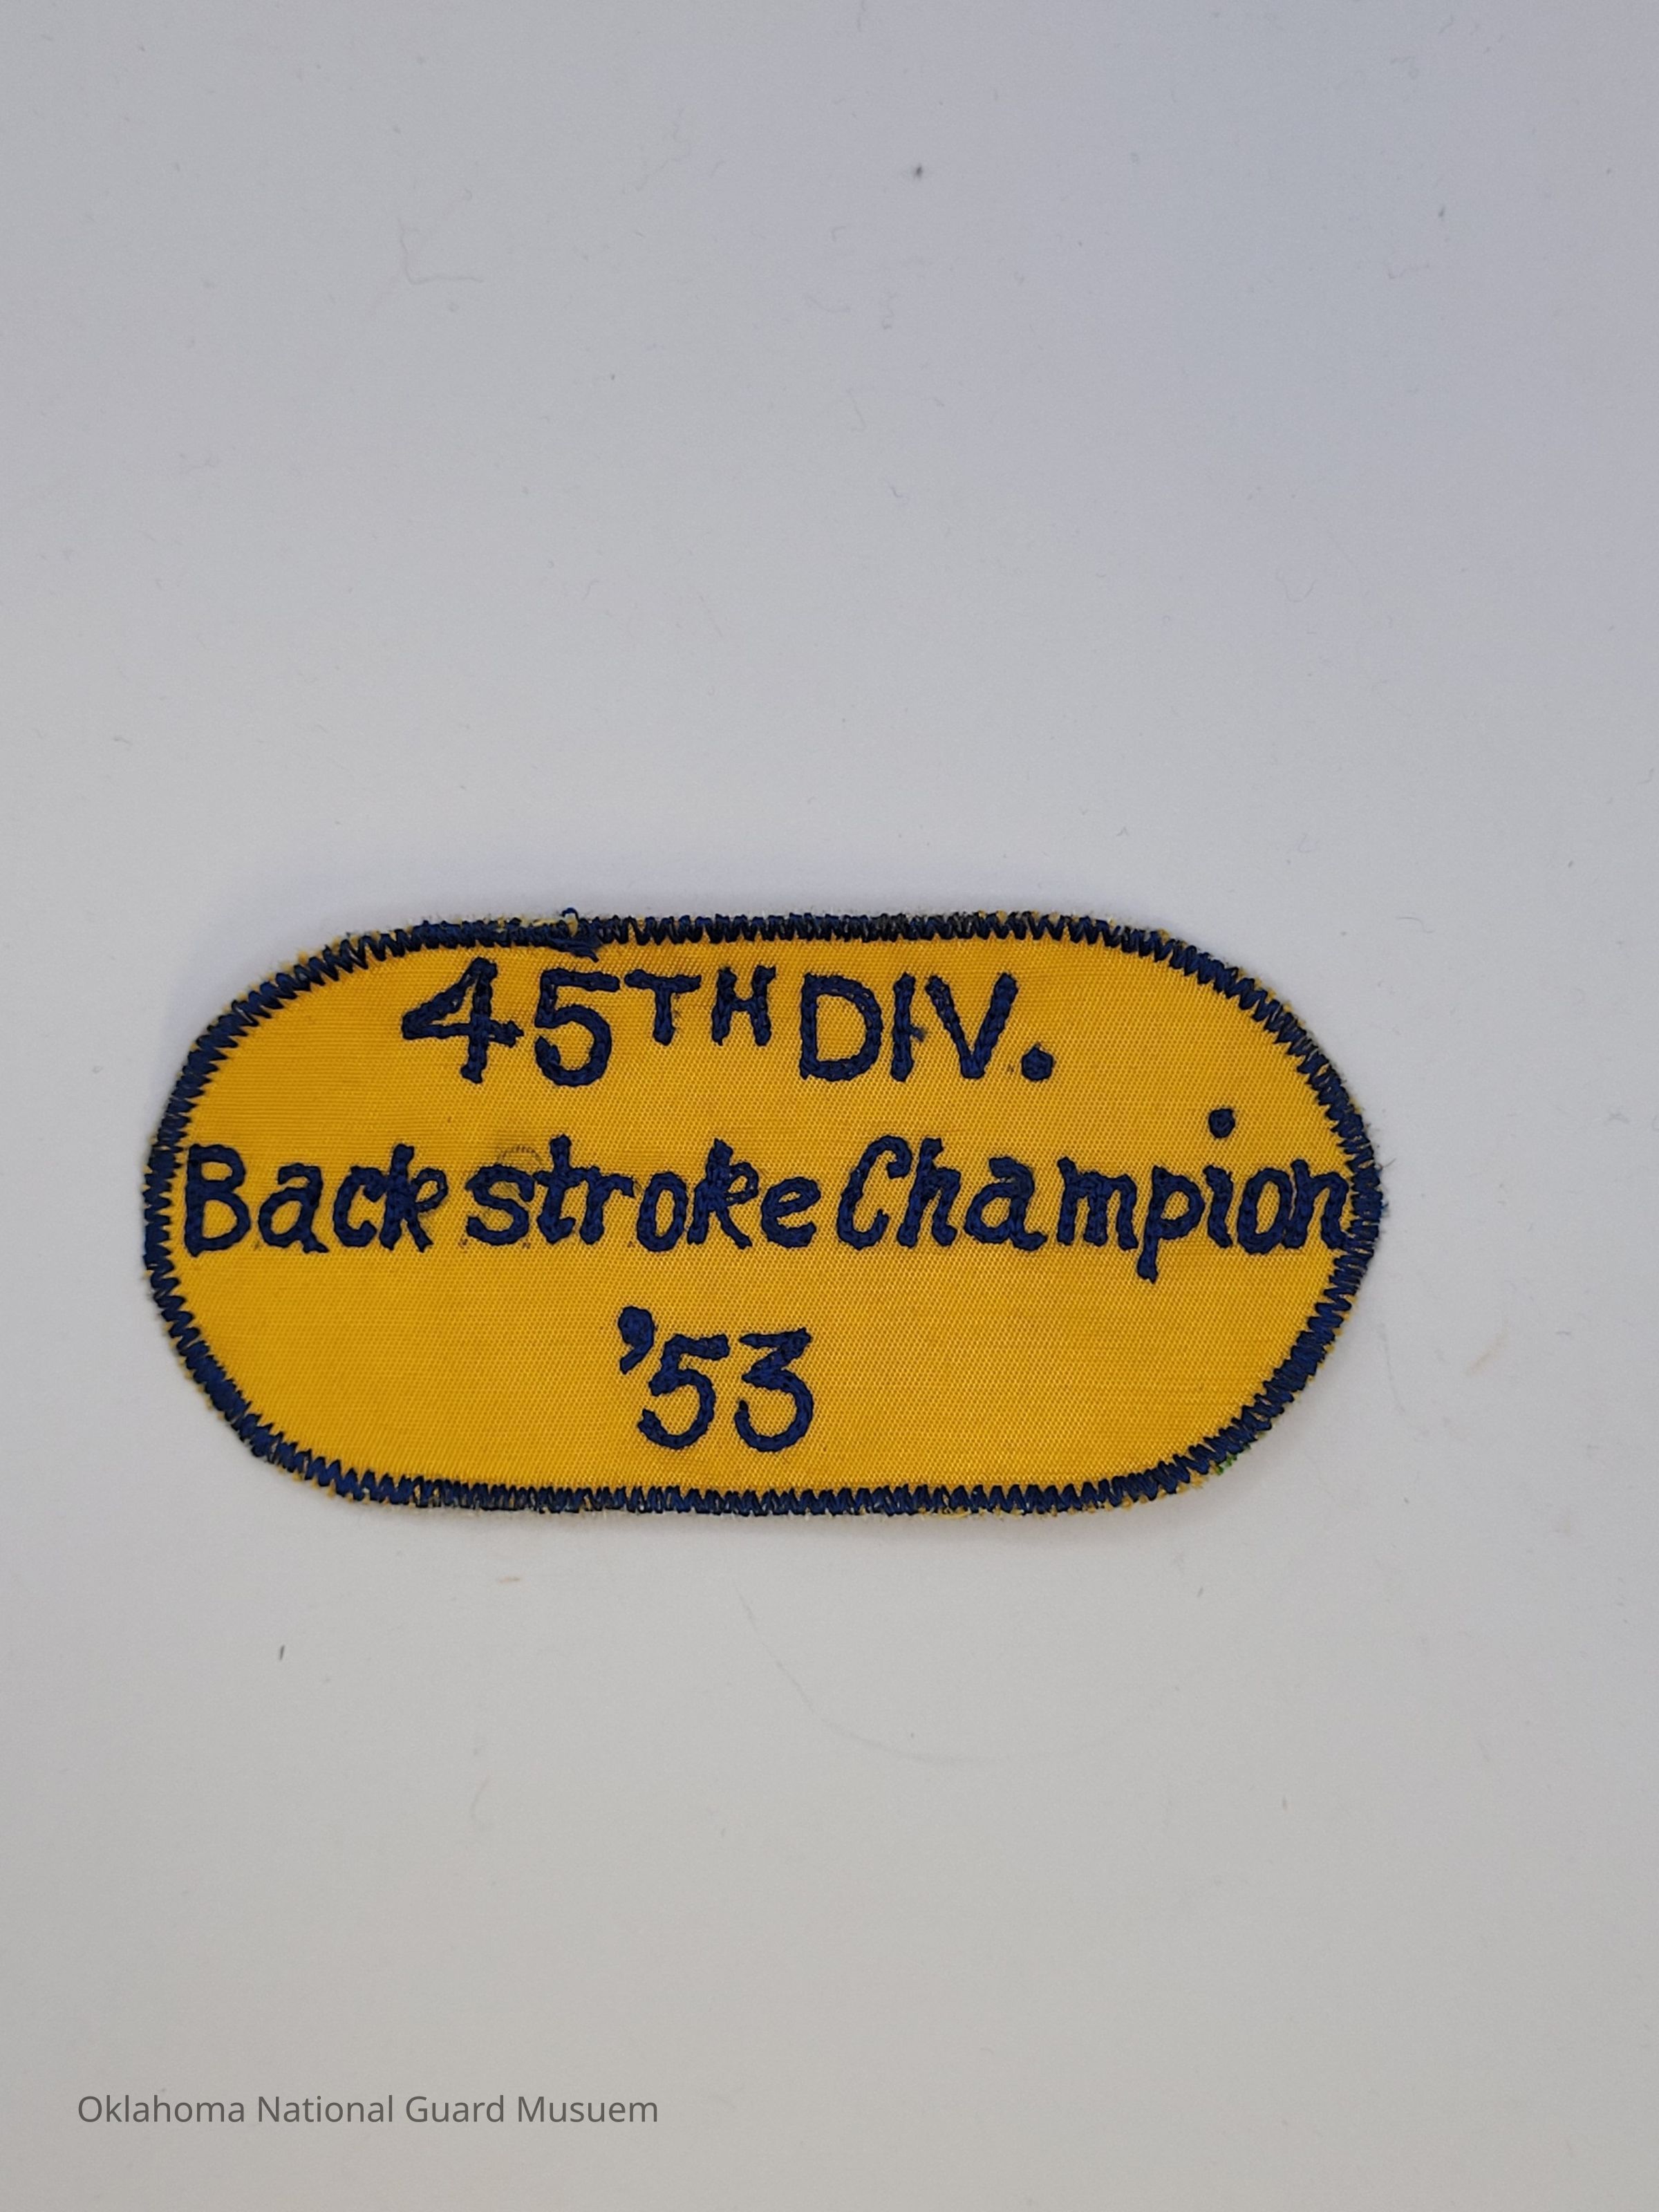 45TH DIV.
Backstroke Champion
'53
Oklahoma National Guard Musuem